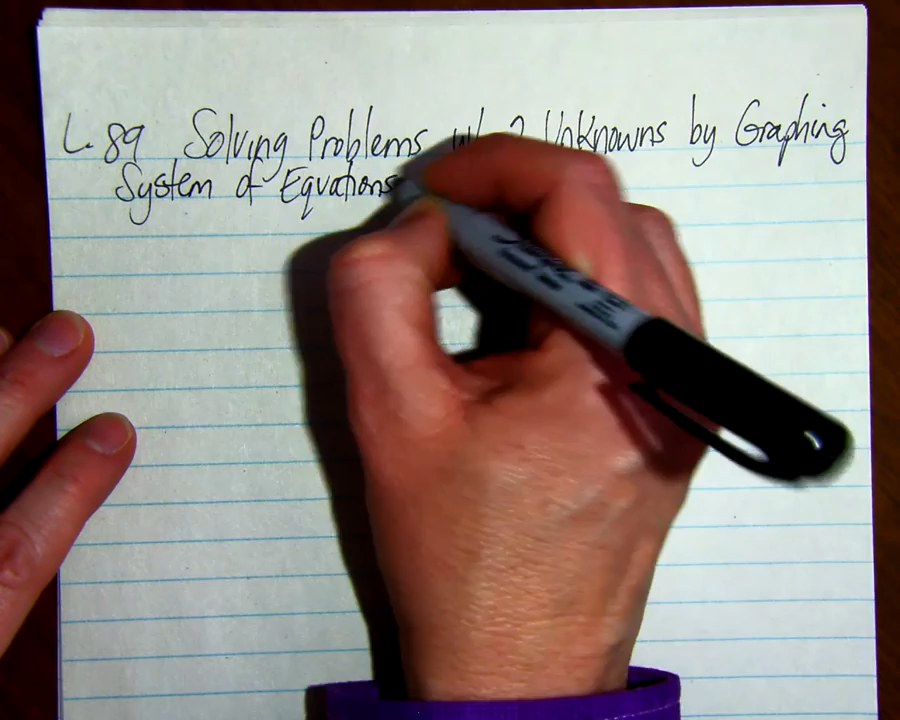 L. 89 Solving Problems w/ 2 Unknowns by Graphing
System of Equations